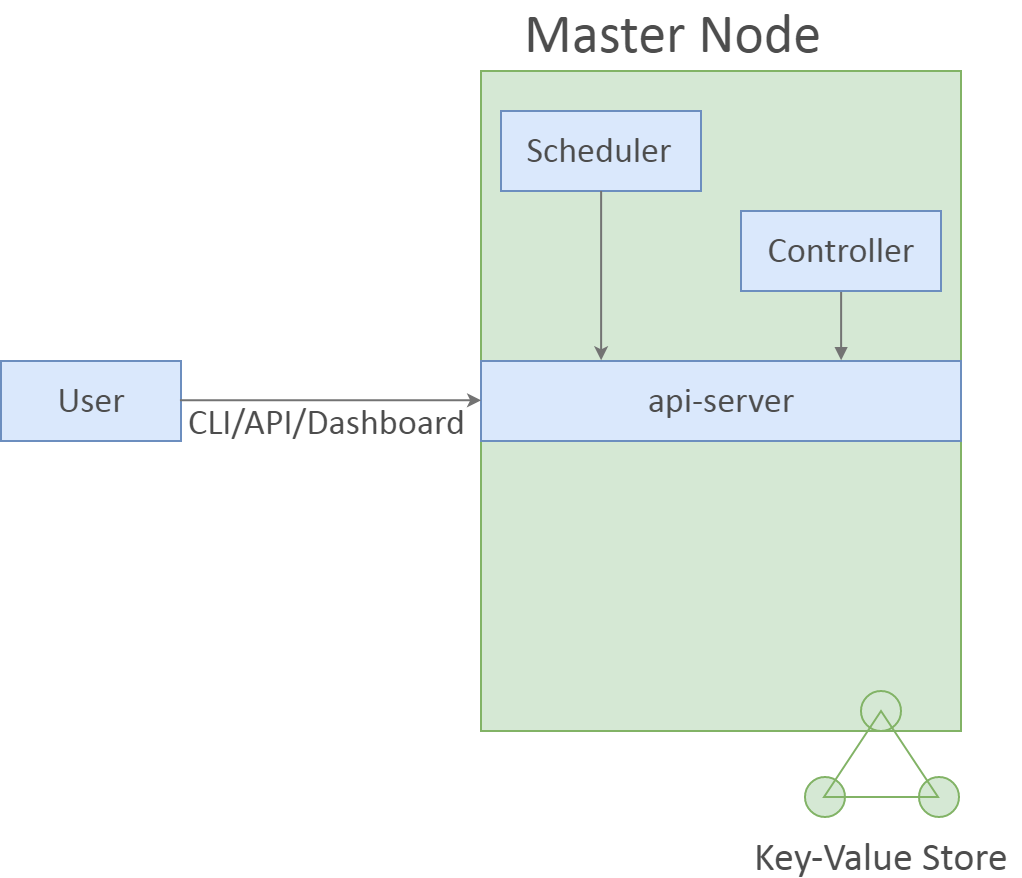 Master Node
Scheduler
Controller
User
CLI/API/Dashboard
api-server
Key-Value Store